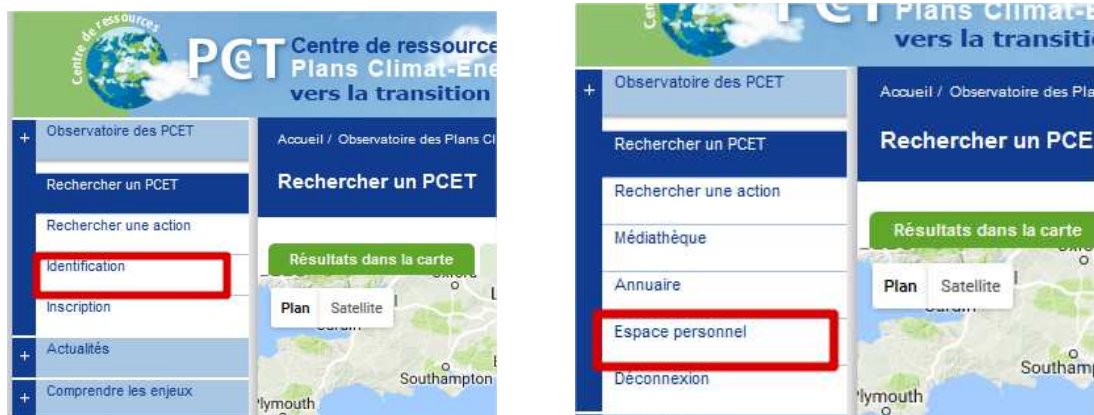 Centre de ressources
PCeT
Centre de ressource
Plans Climat-Ene
vers la transition
+ Observatoire des PCET
Rechercher un PCET
Rechercher une action
Identification
Inscription
+ Actualités
+ Comprendre les enjeux
Accueil / Observatoire des Plans Cl
Rechercher un PCET
Résultats dans la carte
Plan Satellite
Southampton
Plymouth
Plans Climat-E
vers la transiti
+ Observatoire des PCET
Rechercher un PCET
Rechercher une action
Médiathèque
Annuaire
Espace personnel
Déconnexion
Accueil / Observatoire des Pla
Rechercher un PCE
Résultats dans la carte
Plan Satellite
Southamp
lymouth